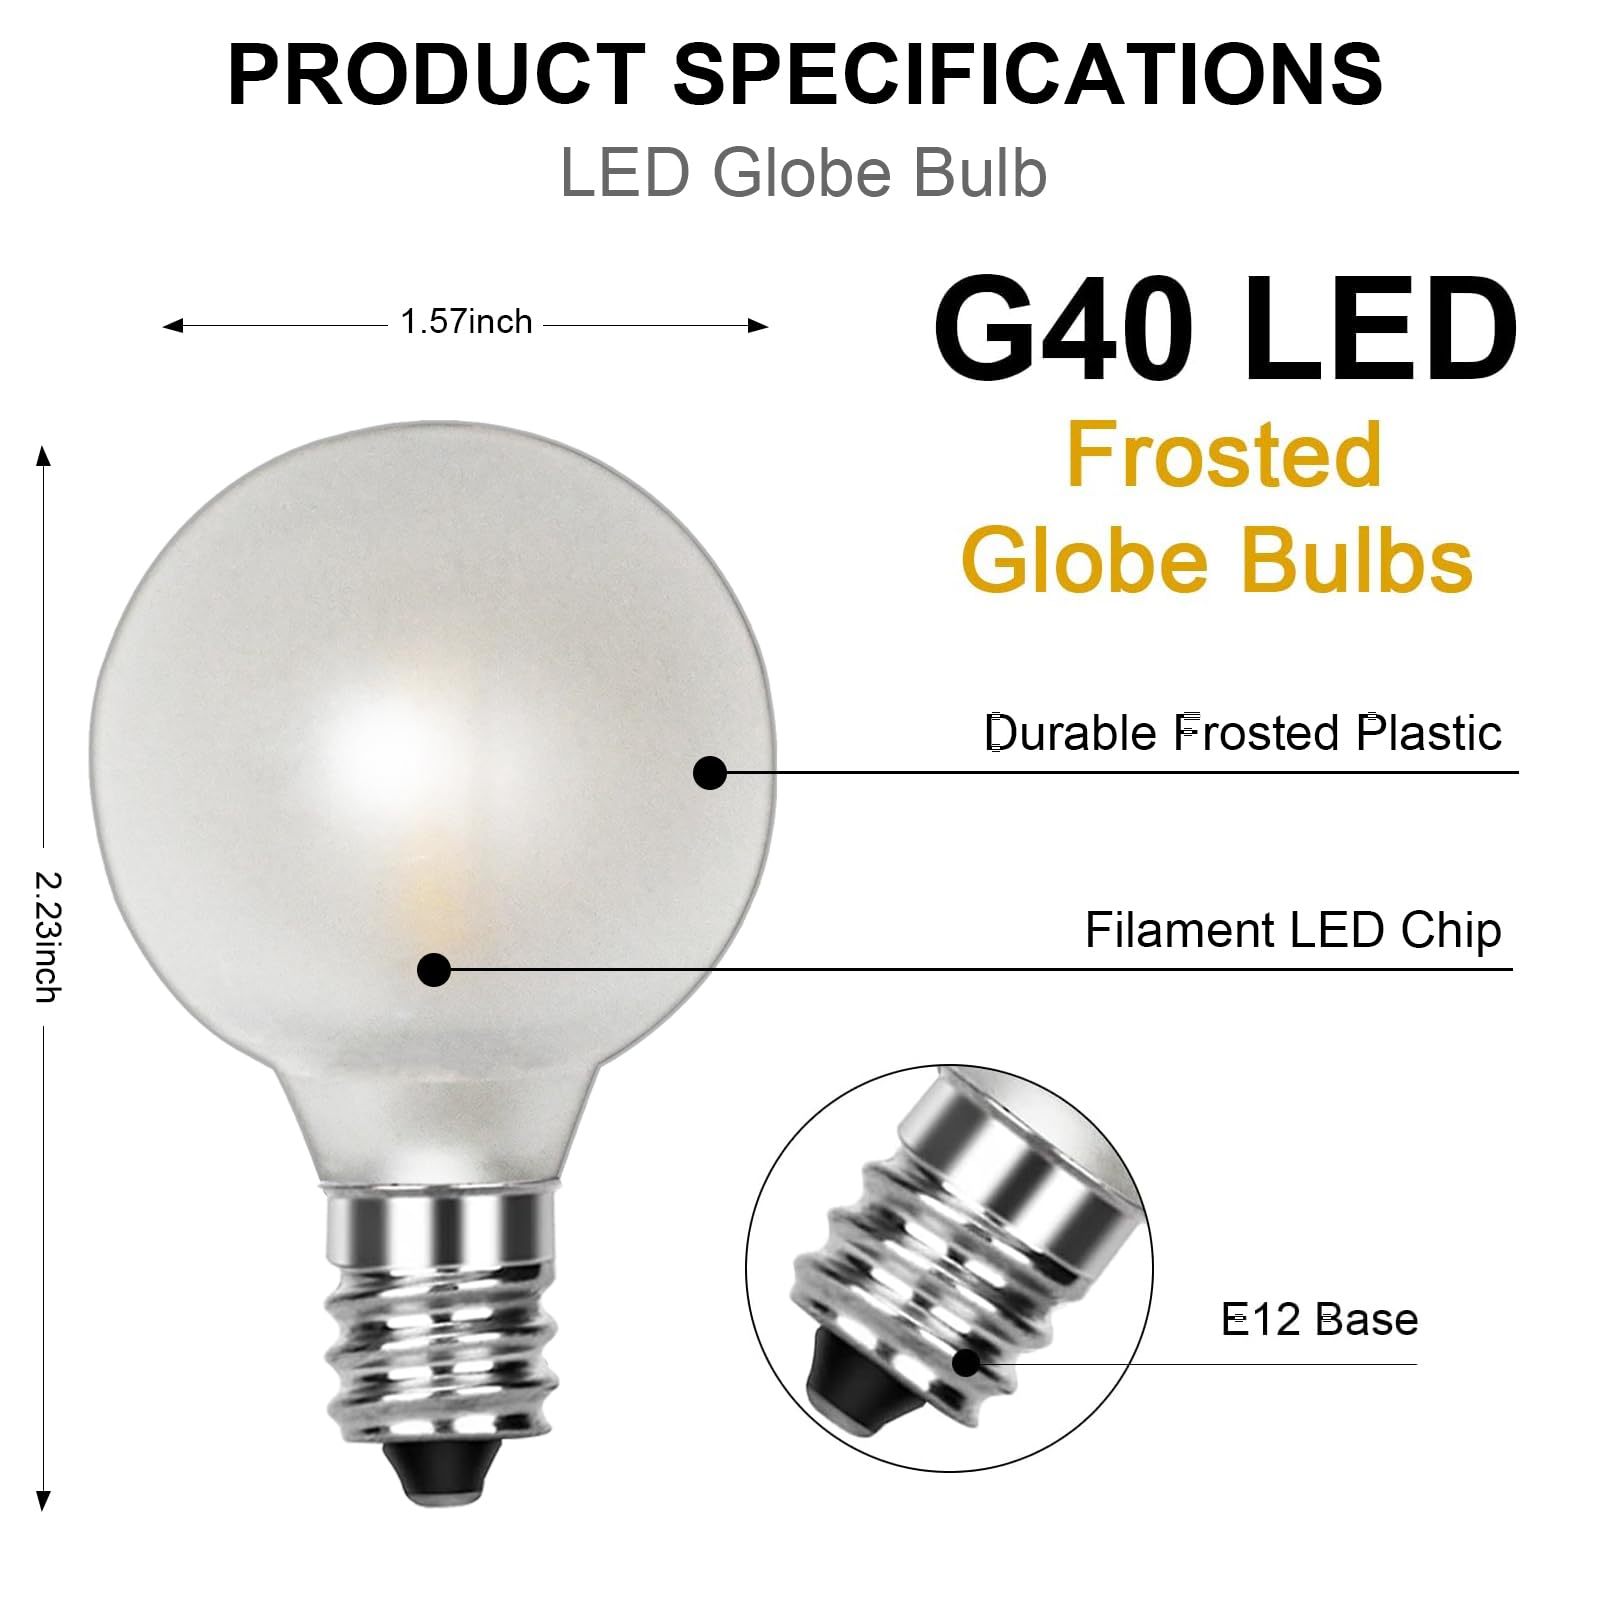 PRODUCT SPECIFICATIONS
LED Globe Bulb
1.57inch
G40 LED
Frosted
Globe Bulbs
Durable Frosted Plastic
2.23inch
Filament LED Chip
E12 Base